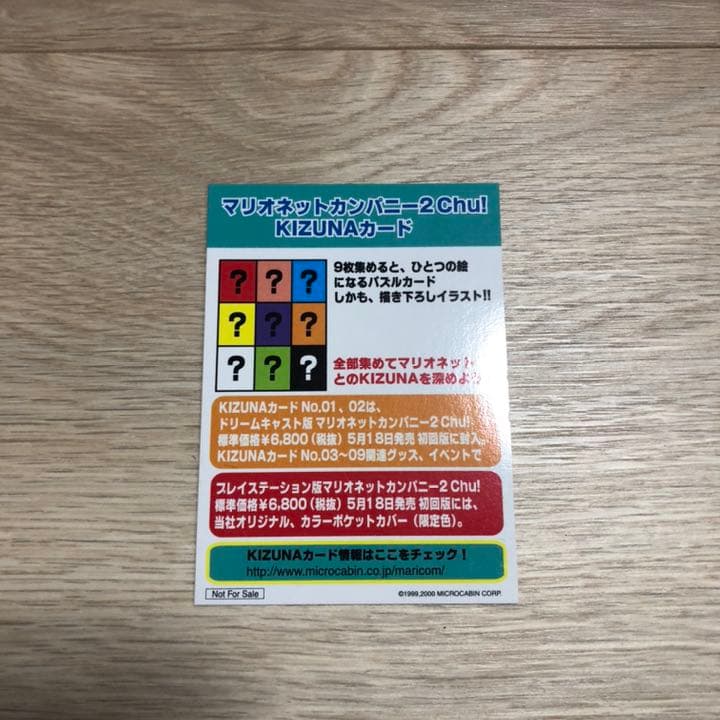 マリオネットカンパニー2 Chu!
KIZUNAカード
? ? ?
? ? ?
? ? ?
9枚集めると、ひとつの絵
になるパズルカード
しかも、描き下ろしイラスト!!
全部集めてマリオネット
とのKIZUNAを深めよう
KIZUNAカード No.01 、02は、
ドリームキャスト版 マリオネットカンパニー2 Chu!
標準価格¥6,800(税抜) 5月18日発売 初回版に封入。
KIZUNAカード No.03〜09関連グッズ、イベントで
プレイステーション版マリオネットカンパニー2 Chu!
標準価格¥6,800(税抜) 5月18日発売 初回版には、
当社オリジナル、カラーポケットカバー(限定色)。
KIZUNAカード情報はここをチェック!
http://www.microcabin.co.jp/maricom/
Not For Sale
©1999,2000 MICROCABIN CORP.